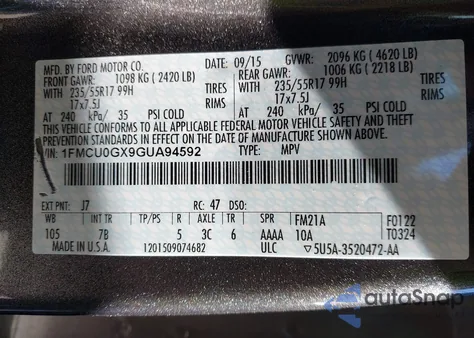 MFD. BY FORD MOTOR CO.
DATE: 09/15 GVWR: 2096 KG ( 4620 LB)
FRONT GAWR: 1098 KG ( 2420 LB) REAR GAWR: 1006 KG ( 2218 LB)
WITH 235/55R17 99H TIRES WITH 235/55R17 99H TIRES
17x7.5J RIMS 17x7.5J RIMS
AT 240 kPa/ 35 PSI COLD AT 240 kPa/ 35 PSI COLD
THIS VEHICLE CONFORMS TO ALL APPLICABLE FEDERAL MOTOR VEHICLE SAFETY AND THEFT
PREVENTION STANDARDS IN EFFECT ON THE DATE OF MANUFACTURE SHOWN ABOVE.
VIN: 1FMCU0GX9GUA94592 TYPE: MPV
EXT PNT: J7 RC: 47 DSO:
WB INT TR TP/PS R AXLE TR SPR FM21A F0122
105 7B 5 3C 6 AAAA 10A T0324
MADE IN U.S.A. 1201509074682 ULC 5U5A-3520472-AA
autoSnap